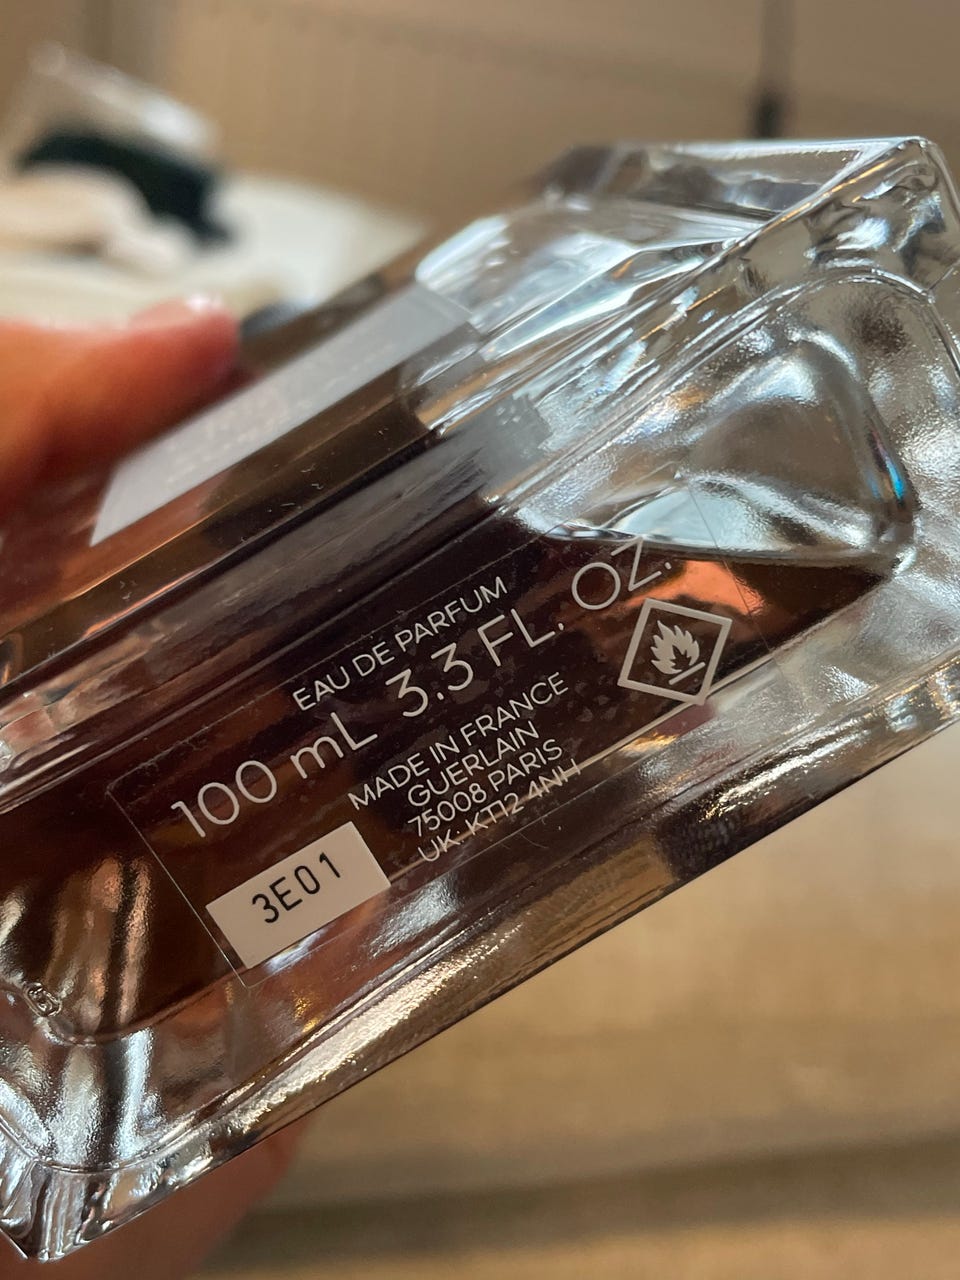 EAU DE PARFUM
100 mL 3.3 FL. OZ.
MADE IN FRANCE
GUERLAIN
75008 PARIS
UK: KT12 4NH
3E01